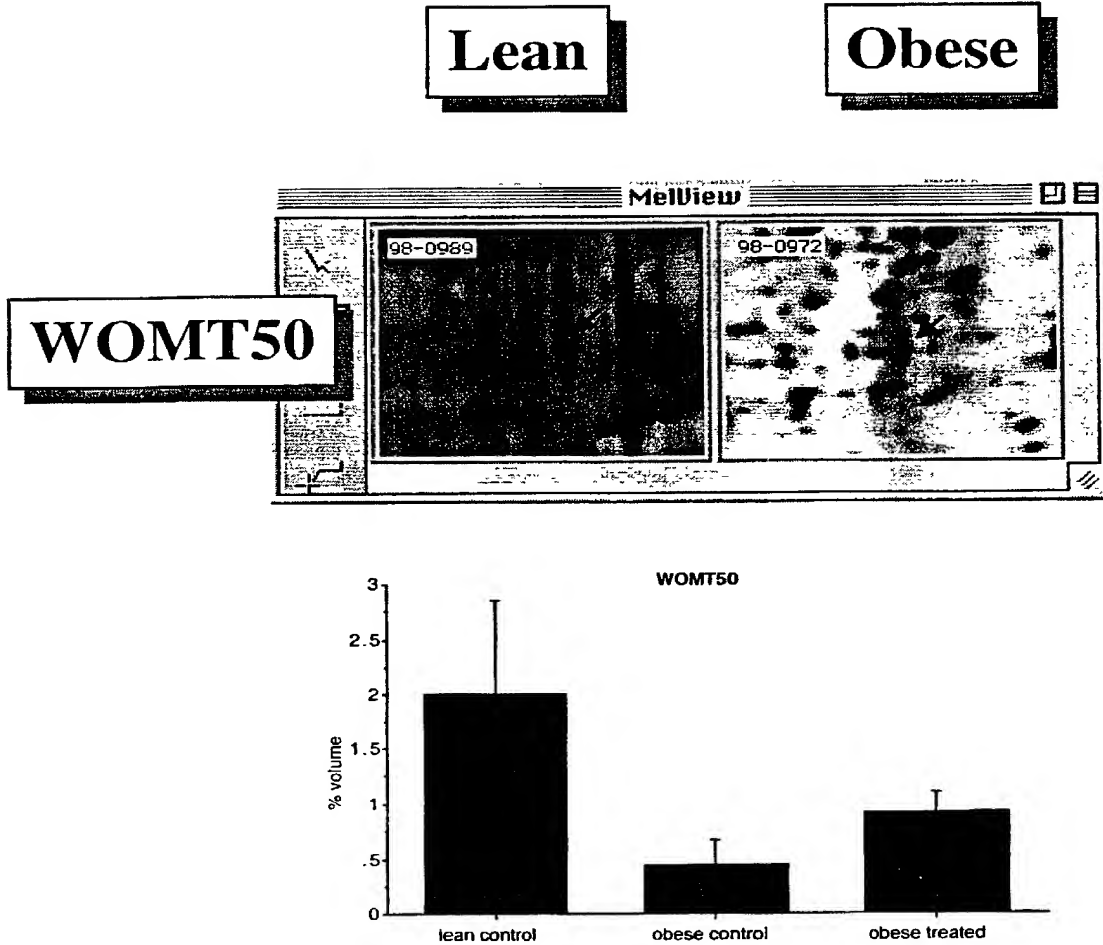 Lean
Obese
MelView
98-0989
98-0972
WOMT50
WOMT50
3
2.5
2
1.5
1
.5
0
% volume
lean control
obese control
obese treated